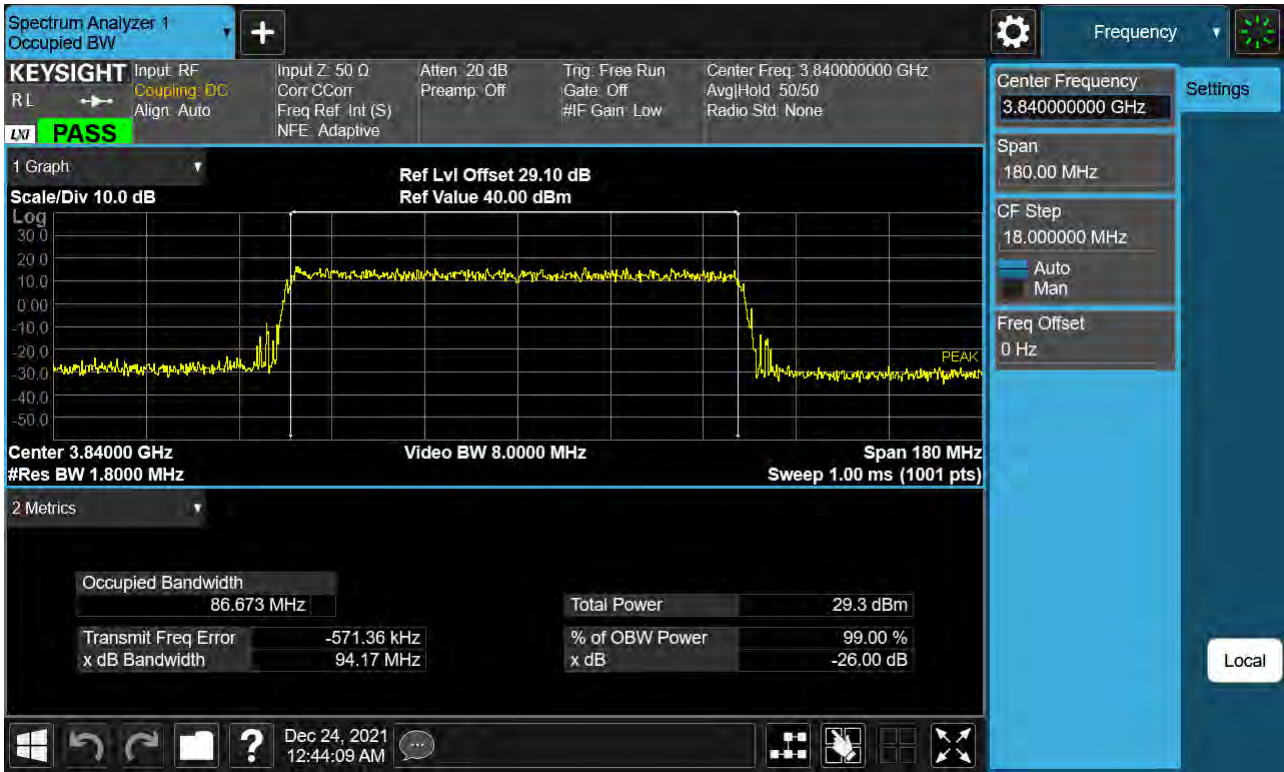 Spectrum Analyzer 1
Occupied BW
+
Frequency
KEYSIGHT
R L
LXI
PASS
Input: RF
Coupling: DC
Align: Auto
Input Z: 50 Ω
Corr CCorr
Freq Ref: Int (S)
NFE: Adaptive
Atten: 20 dB
Preamp: Off
Trig: Free Run
Gate: Off
#IF Gain: Low
Center Freq: 3.840000000 GHz
Avg|Hold: 50/50
Radio Std: None
Center Frequency
3.840000000 GHz
Settings
Span
180.00 MHz
CF Step
18.000000 MHz
Auto
Man
Freq Offset
0 Hz
1 Graph
Scale/Div 10.0 dB
Ref Lvl Offset 29.10 dB
Ref Value 40.00 dBm
Log
30.0
20.0
10.0
0.00
-10.0
-20.0
-30.0
-40.0
-50.0
PEAK
Center 3.84000 GHz
#Res BW 1.8000 MHz
Video BW 8.0000 MHz
Span 180 MHz
Sweep 1.00 ms (1001 pts)
2 Metrics
Occupied Bandwidth
86.673 MHz
Transmit Freq Error -571.36 kHz
x dB Bandwidth 94.17 MHz
Total Power 29.3 dBm
% of OBW Power 99.00 %
x dB -26.00 dB
Local
?
Dec 24, 2021
12:44:09 AM